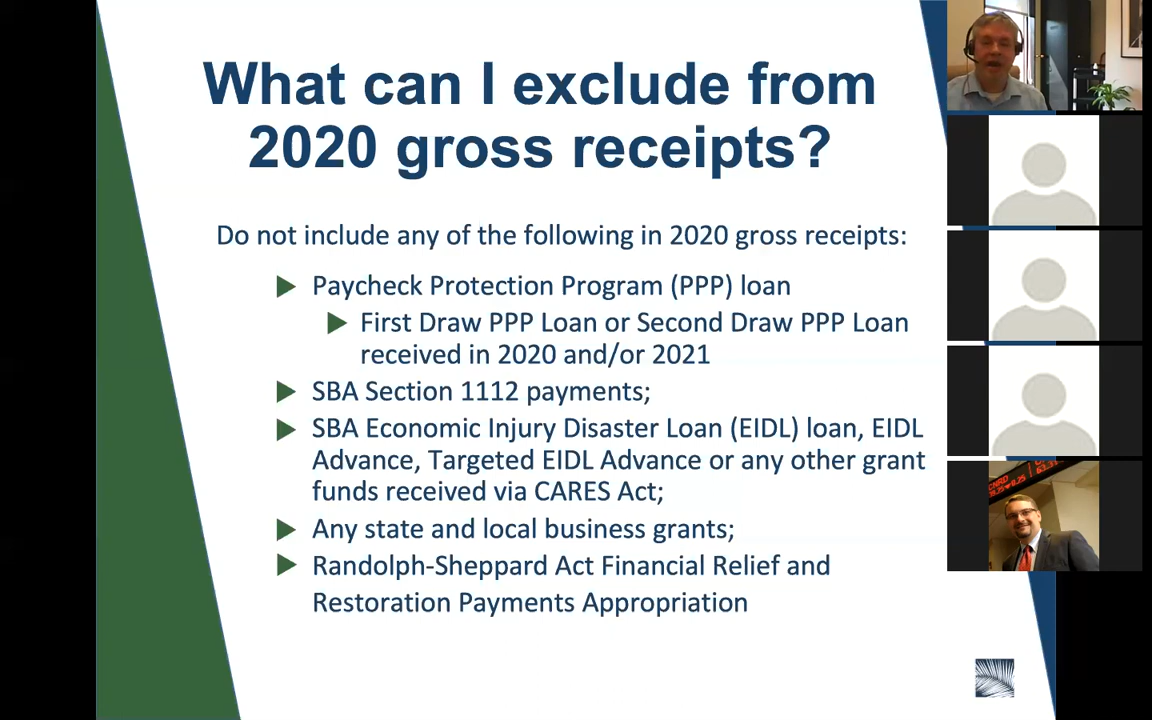 What can I exclude from
2020 gross receipts?
Do not include any of the following in 2020 gross receipts:
Paycheck Protection Program (PPP) loan
First Draw PPP Loan or Second Draw PPP Loan
received in 2020 and/or 2021
SBA Section 1112 payments;
SBA Economic Injury Disaster Loan (EIDL) loan, EIDL
Advance, Targeted EIDL Advance or any other grant
funds received via CARES Act;
Any state and local business grants;
Randolph-Sheppard Act Financial Relief and
Restoration Payments Appropriation